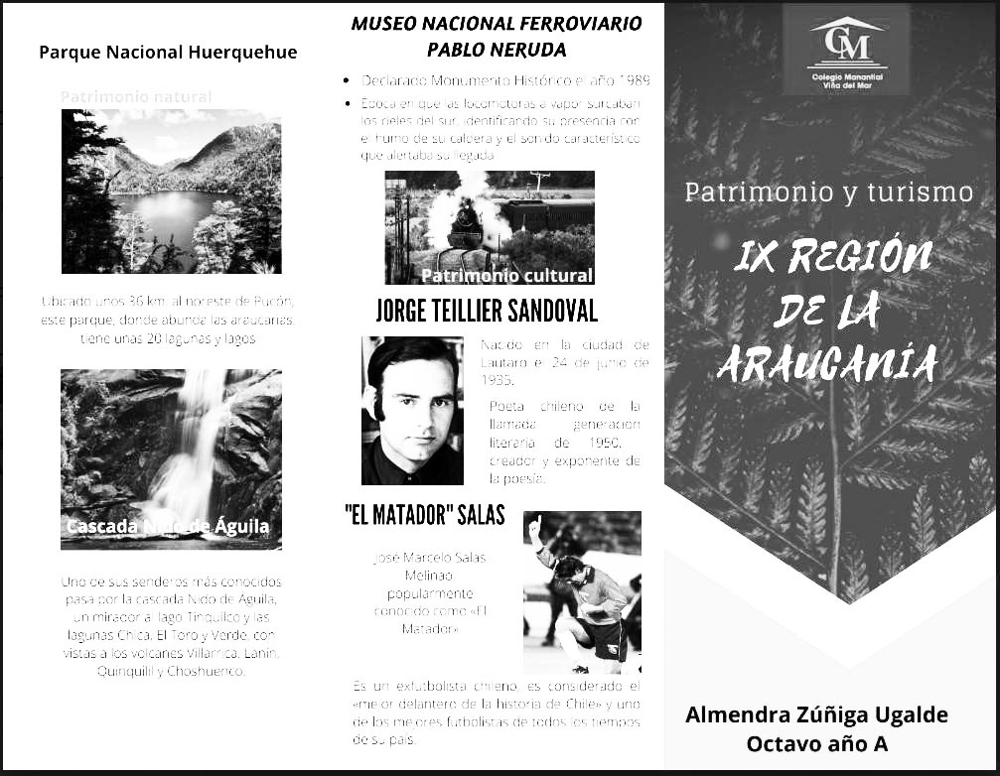 Parque Nacional Huerquehue
Patrimonio natural
Ubicado unos 36 km. al noreste de Pucón,
este parque, donde abunda las araucarias,
tiene unas 20 lagunas y lagos
Cascada Nido de Águila
Uno de sus senderos más conocidos
pasa por la cascada Nido de Águila,
un mirador al lago Tinquilco y las
lagunas Chica, El Toro y Verde, con
vistas a los volcanes Villarrica, Lanín,
Quinquilil y Choshuenco.
MUSEO NACIONAL FERROVIARIO
PABLO NERUDA
• Declarado Monumento Histórico el año 1989
• Época en que las locomotoras a vapor surcaban
los rieles del sur, identificando su presencia con
el humo de su caldera y el sonido característico
que alertaba su llegada
Patrimonio cultural
JORGE TEILLIER SANDOVAL
Nacido en la ciudad de
Lautaro el 24 de junio de
1935.
Poeta chileno de la
llamada generación
literaria de 1950,
creador y exponente de
la poesía.
"EL MATADOR" SALAS
José Marcelo Salas
Melinao,
popularmente
conocido como «El
Matador»
Es un exfutbolista chileno, es considerado el
«mejor delantero de la historia de Chile» y uno
de los mejores futbolistas de todos los tiempos
de su país.
CM
Colegio Manantial
Viña del Mar
Patrimonio y turismo
IX REGIÓN
DE LA
ARAUCANÍA
Almendra Zúñiga Ugalde
Octavo año A